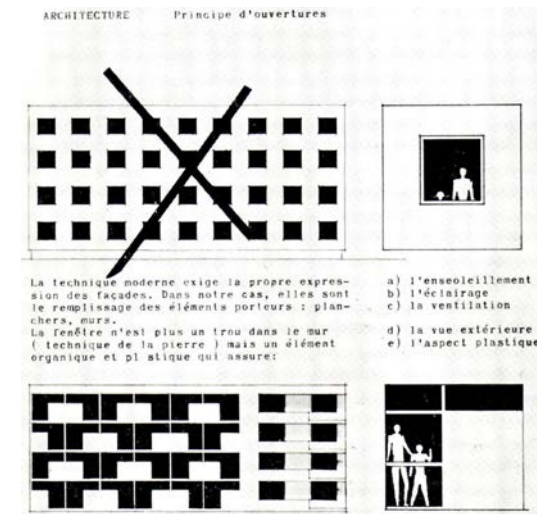 ARCHITECTURE Principe d'ouvertures
La technique moderne exige la propre expres-
sion des façades. Dans notre cas, elles sont
le remplissage des éléments porteurs : plan-
chers, murs.
La fenêtre n'est plus un trou dans le mur
( technique de la pierre ) mais un élément
organique et pl stique qui assure:
a) l'enseoleillement
b) l'éclairage
c) la ventilation
d) la vue extérieure
e) l'aspect plastique